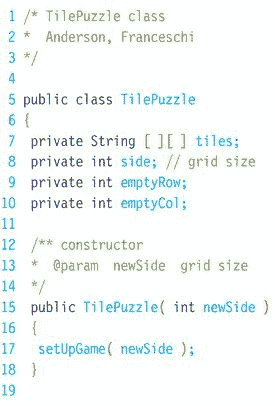 1 /* TilePuzzle class
2 *  Anderson, Franceschi
3 */
4
5 public class TilePuzzle
6 {
7  private String [ ][ ] tiles;
8  private int side; // grid size
9  private int emptyRow;
10  private int emptyCol;
11
12  /** constructor
13  *  @param  newSide  grid size
14  */
15  public TilePuzzle( int newSide )
16  {
17   setUpGame( newSide );
18  }
19